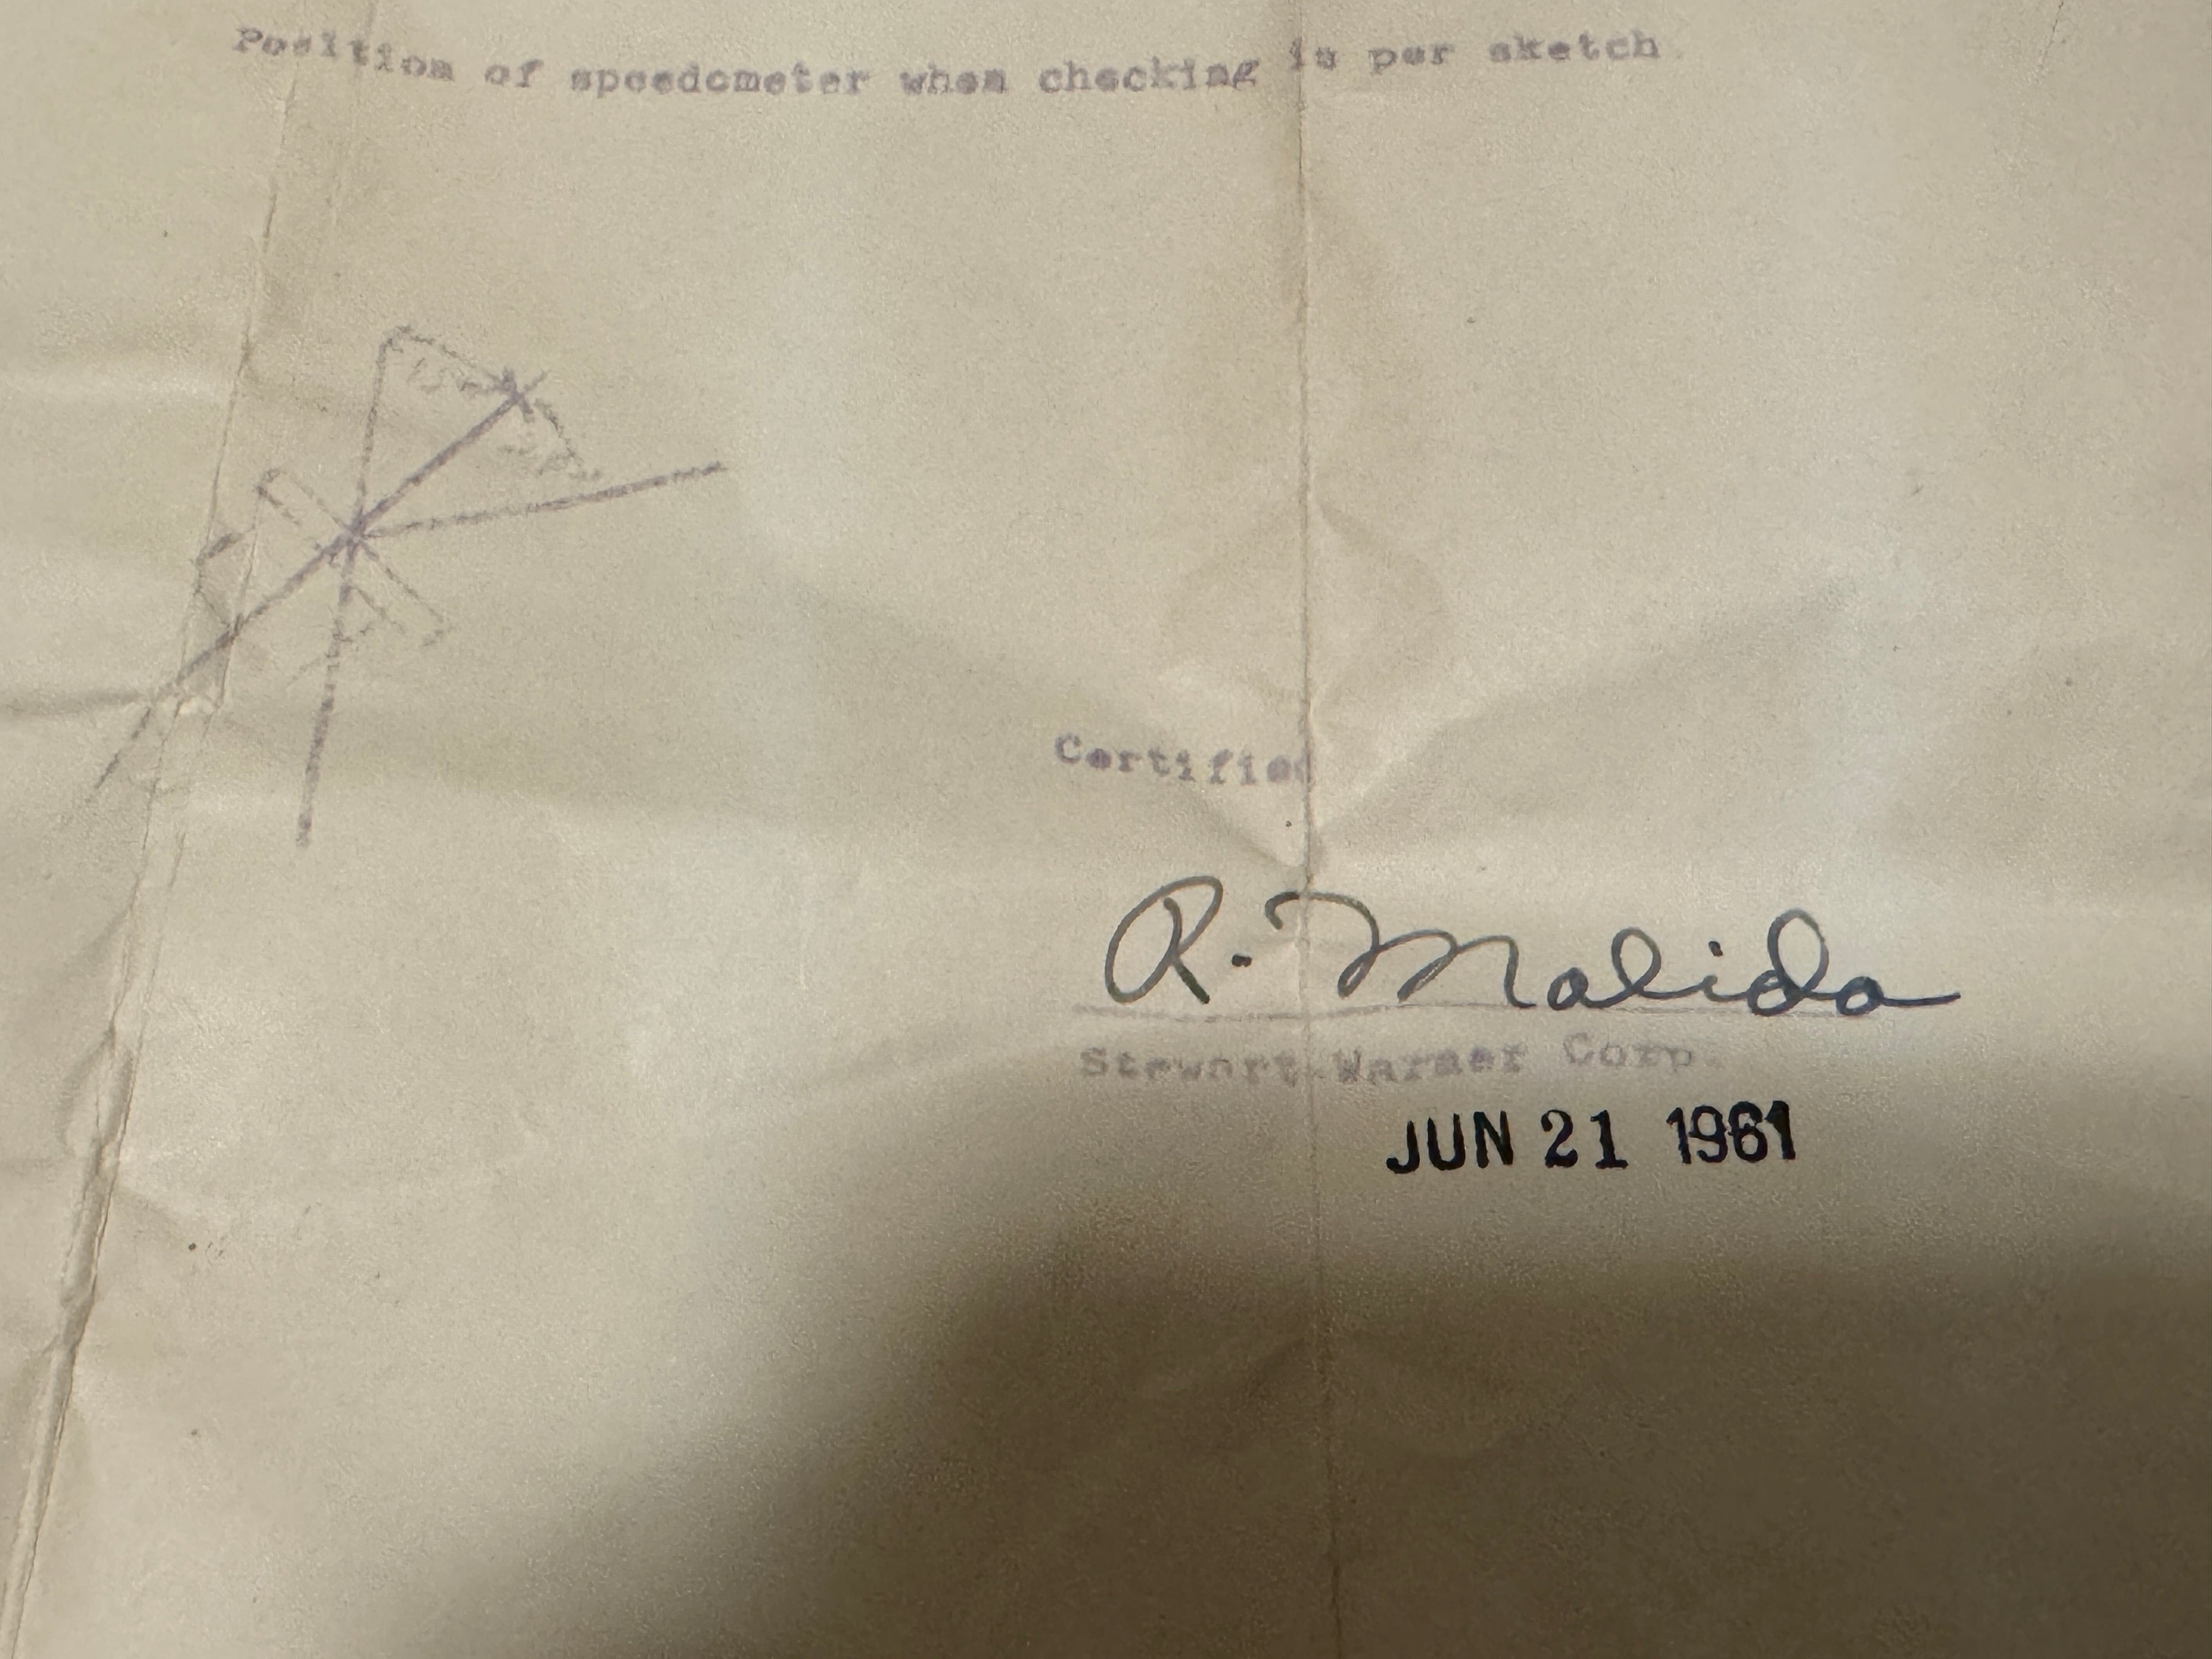 Position of speedometer when checking is per sketch
Certified
R. Malida
Stewart-Warner Corp.
JUN 21 1961